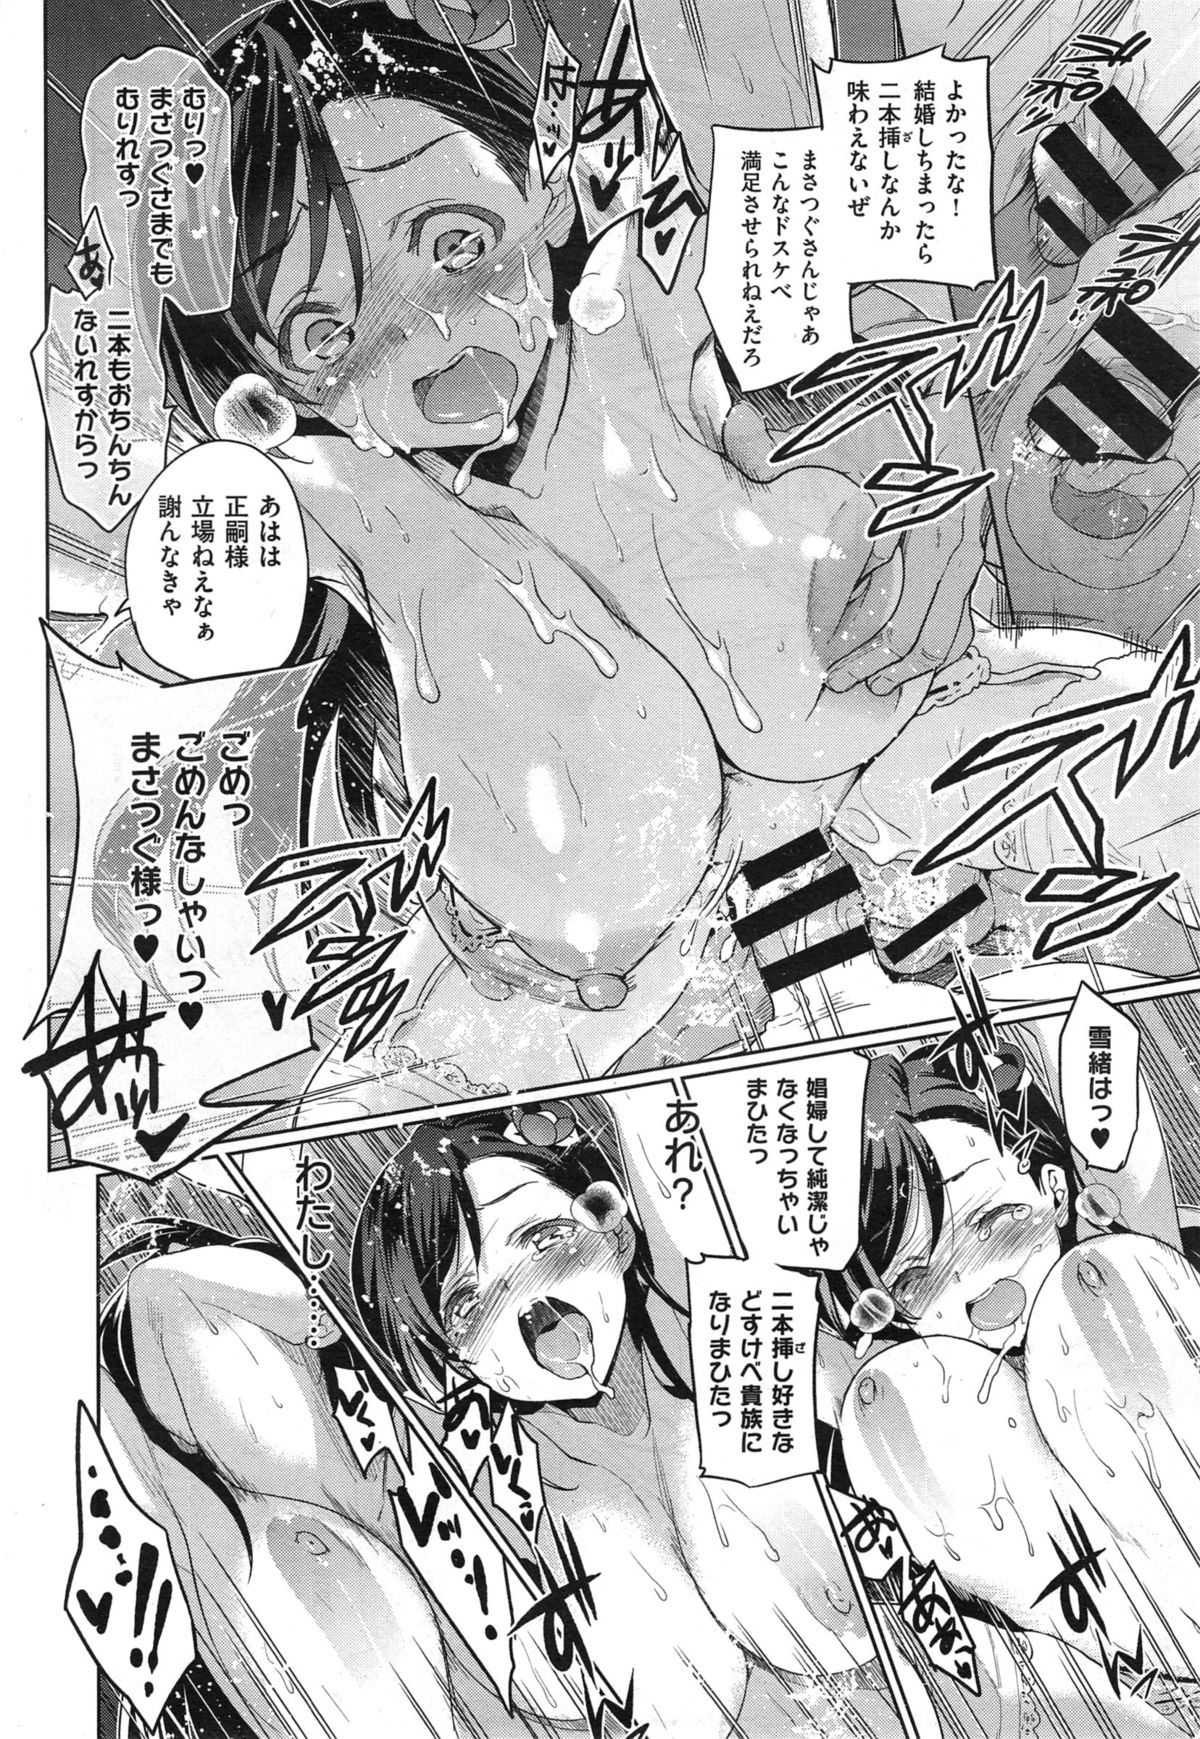 よかったな！
結婚しちまったら
二本挿しなんか
味わえないぜ
まさつぐさんじゃあ
こんなドスケベ
満足させられねえだろ
むりっ♥
まさつぐさまでも
むりれすっ
二本もおちんちん
ないれすからっ
あはは
正嗣様
立場ねえなぁ
謝んなきゃ
ごめっ
ごめんなしゃいっ♥
まさつぐ様っ♥
雪緒はっ♥
娼婦して純潔じゃ
なくなっちゃい
まひたっ
二本挿し好きな
どすけべ貴族に
なりまひたっ
あれ？
わたし……